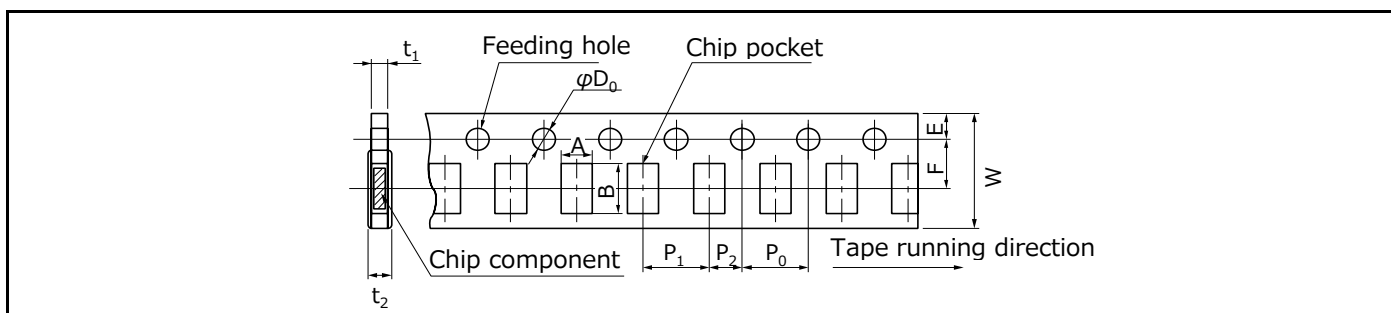 t₁
Feeding hole
Chip pocket
φD₀
A
B
E
F
W
P₁
P₂
P₀
Tape running direction
Chip component
t₂